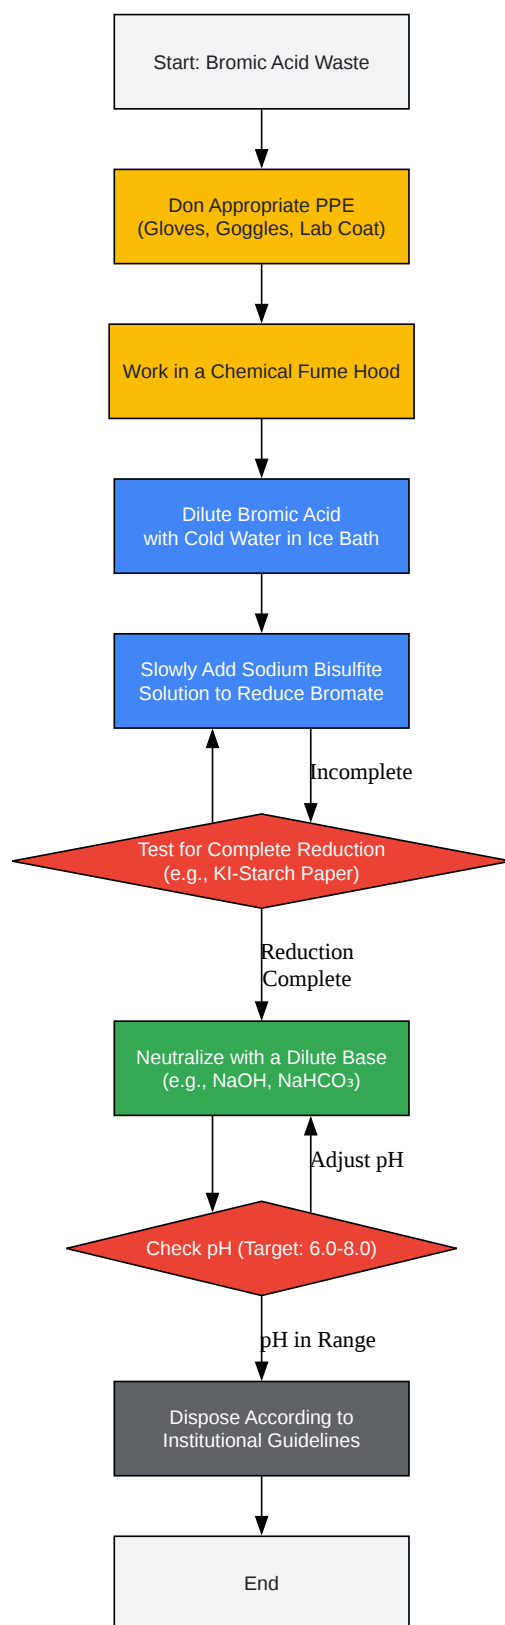 Start: Bromic Acid Waste
Don Appropriate PPE
(Gloves, Goggles, Lab Coat)
Work in a Chemical Fume Hood
Dilute Bromic Acid
with Cold Water in Ice Bath
Slowly Add Sodium Bisulfite
Solution to Reduce Bromate
Incomplete
Test for Complete Reduction
(e.g., KI-Starch Paper)
Reduction
Complete
Neutralize with a Dilute Base
(e.g., NaOH, NaHCO₃)
Adjust pH
Check pH (Target: 6.0-8.0)
pH in Range
Dispose According to
Institutional Guidelines
End